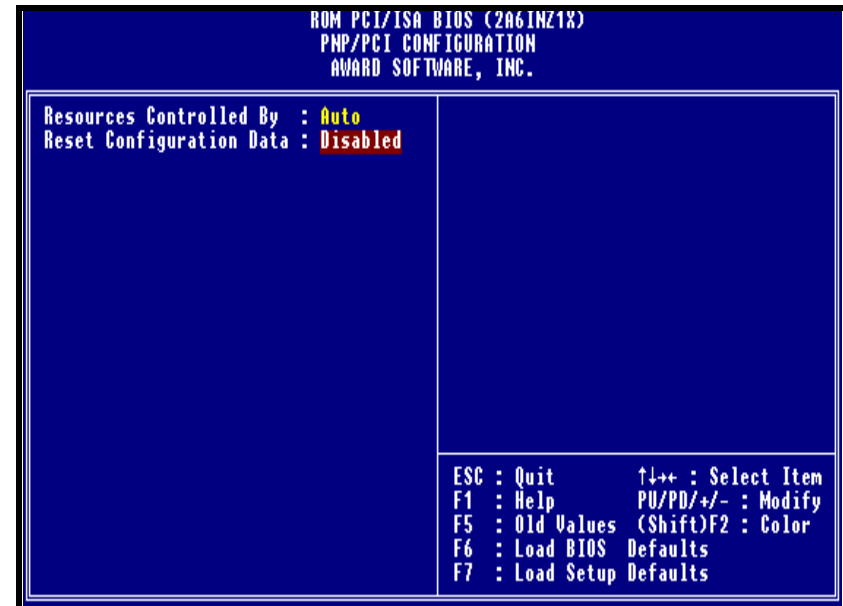 ROM PCI/ISA BIOS (2A6INZ1X)
PNP/PCI CONFIGURATION
AWARD SOFTWARE, INC.
Resources Controlled By : Auto
Reset Configuration Data : Disabled
ESC : Quit ↑↓→← : Select Item
F1 : Help PU/PD/+/- : Modify
F5 : Old Values (Shift)F2 : Color
F6 : Load BIOS Defaults
F7 : Load Setup Defaults